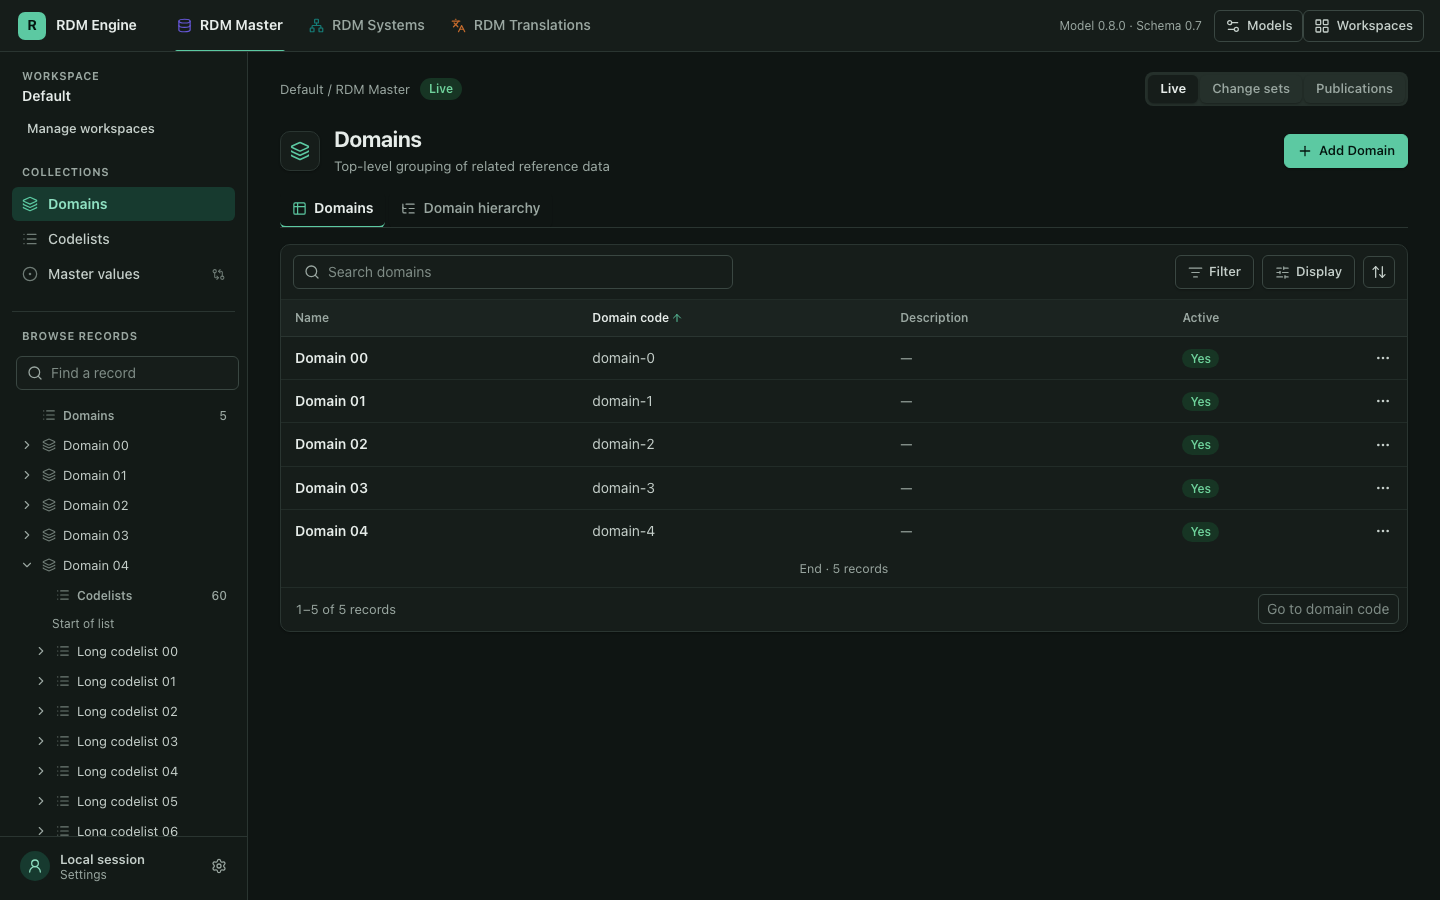 R RDM Engine RDM Master RDM Systems RDM Translations Model 0.8.0 · Schema 0.7 Models Workspaces
WORKSPACE
Default
Manage workspaces
COLLECTIONS
Domains
Codelists
Master values
BROWSE RECORDS
Find a record
Domains 5
Domain 00
Domain 01
Domain 02
Domain 03
Domain 04
Codelists 60
Start of list
Long codelist 00
Long codelist 01
Long codelist 02
Long codelist 03
Long codelist 04
Long codelist 05
Long codelist 06
Local session
Settings
Default / RDM Master Live Live Change sets Publications
Domains
Top-level grouping of related reference data
Add Domain
Domains Domain hierarchy
Search domains Filter Display
Name Domain code ↑ Description Active
Domain 00 domain-0 — Yes
Domain 01 domain-1 — Yes
Domain 02 domain-2 — Yes
Domain 03 domain-3 — Yes
Domain 04 domain-4 — Yes
End · 5 records
1–5 of 5 records Go to domain code